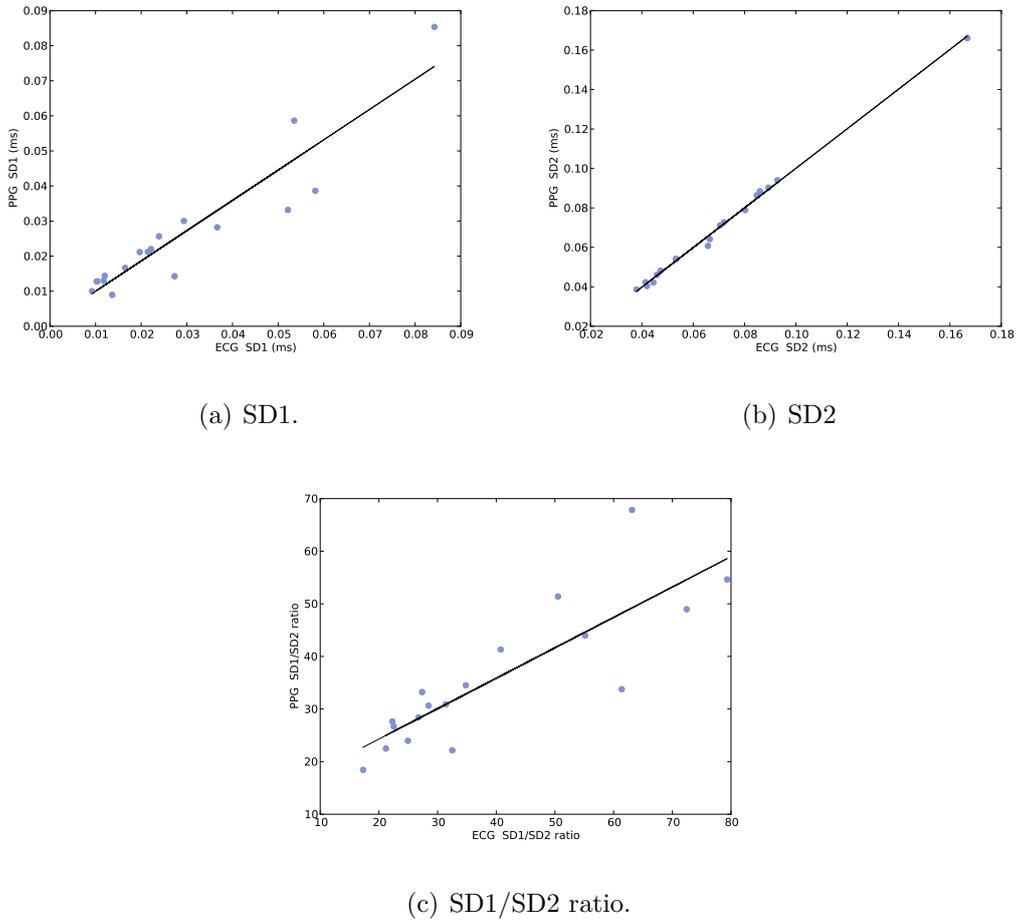 0.09
0.08
0.07
0.06
0.05
0.04
0.03
0.02
0.01
0.00
PPG SD1 (ms)
0.00 0.01 0.02 0.03 0.04 0.05 0.06 0.07 0.08 0.09
ECG SD1 (ms)
(a) SD1.
0.18
0.16
0.14
0.12
0.10
0.08
0.06
0.04
0.02
PPG SD2 (ms)
0.02 0.04 0.06 0.08 0.10 0.12 0.14 0.16 0.18
ECG SD2 (ms)
(b) SD2
70
60
50
40
30
20
10
PPG SD1/SD2 ratio
10 20 30 40 50 60 70 80
ECG SD1/SD2 ratio
(c) SD1/SD2 ratio.